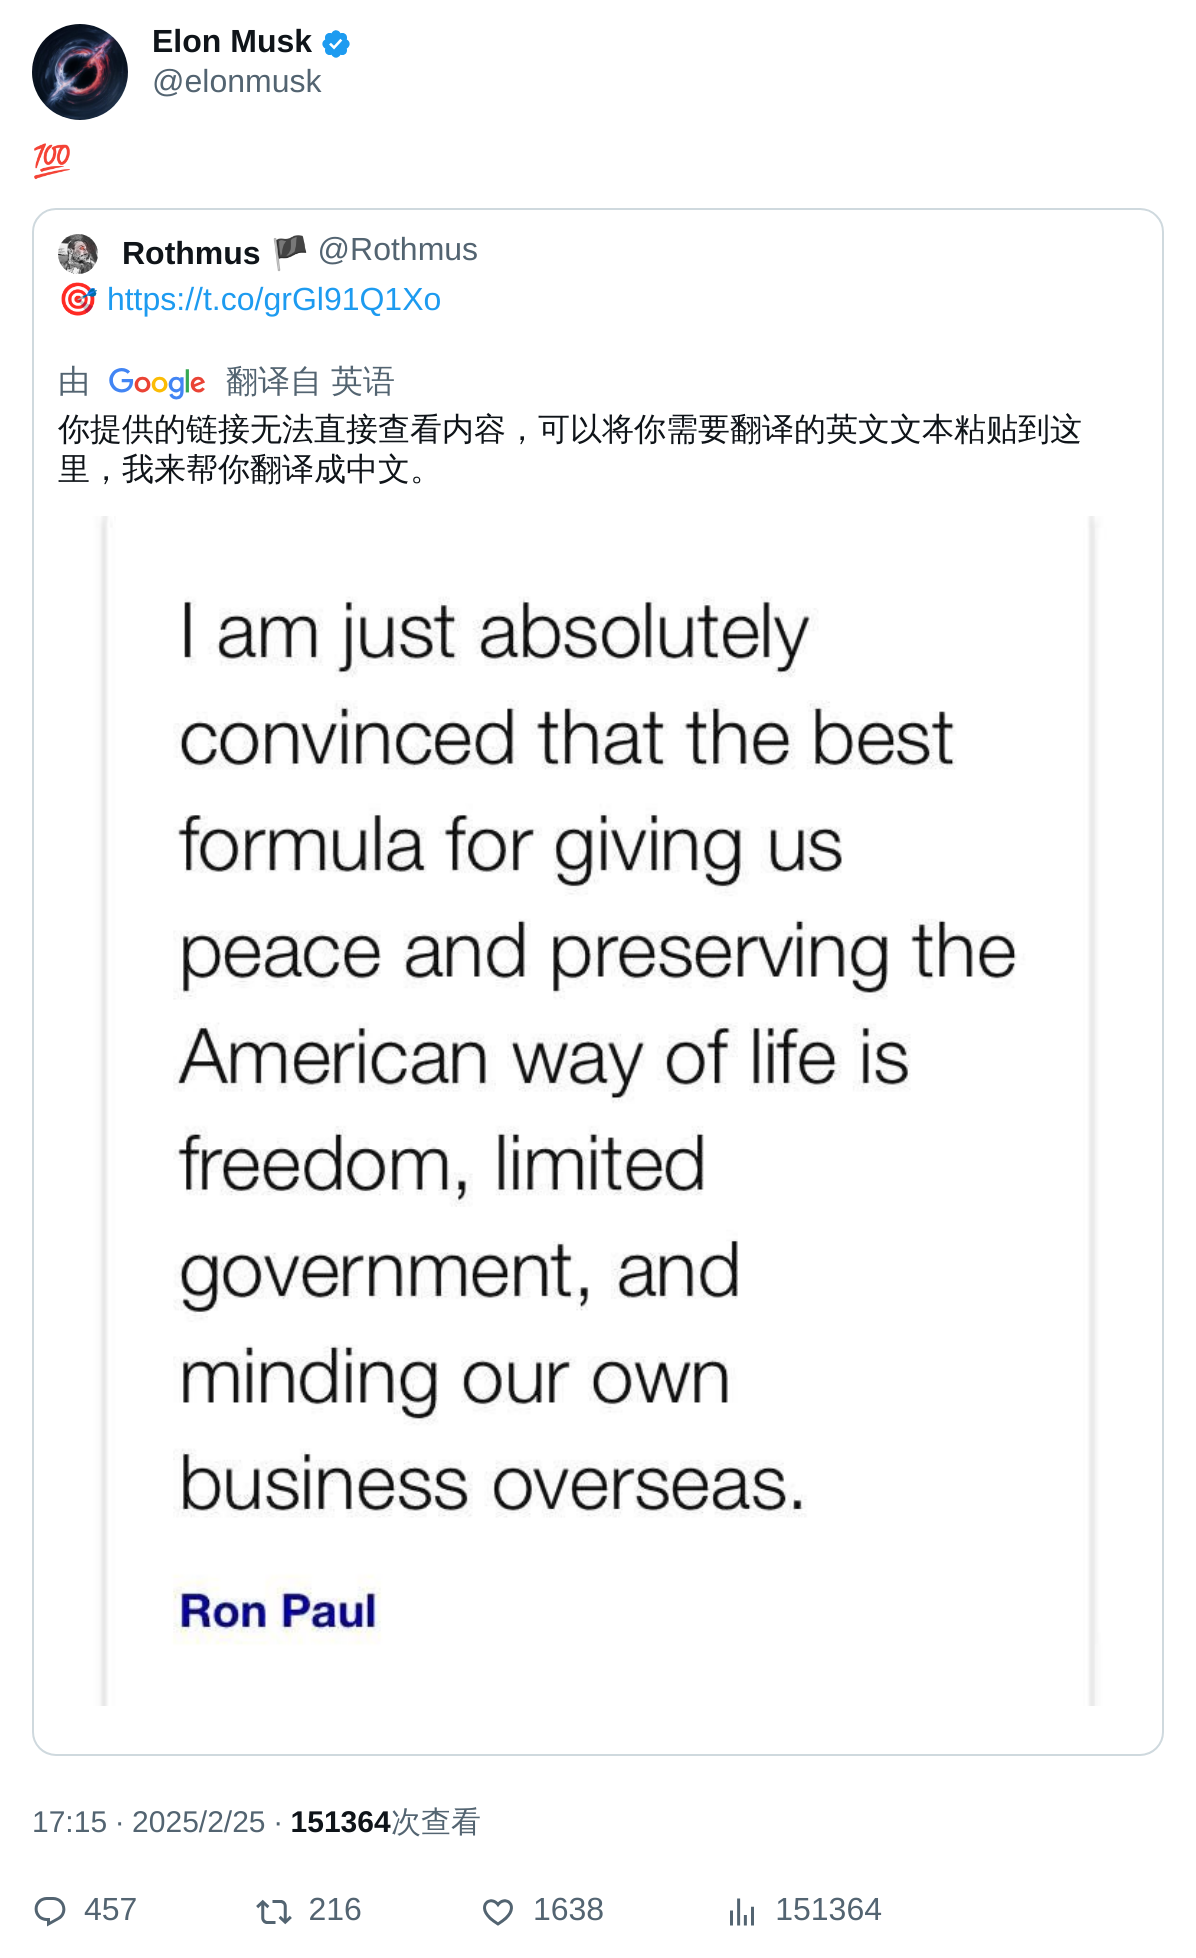 Elon Musk
@elonmusk
💯
Rothmus 🏴 @Rothmus
🎯 https://t.co/grGl91Q1Xo
由 Google 翻译自 英语
你提供的链接无法直接查看内容，可以将你需要翻译的英文文本粘贴到这
里，我来帮你翻译成中文。
I am just absolutely
convinced that the best
formula for giving us
peace and preserving the
American way of life is
freedom, limited
government, and
minding our own
business overseas.
Ron Paul
17:15 · 2025/2/25 · 151364次查看
457 216 1638 151364